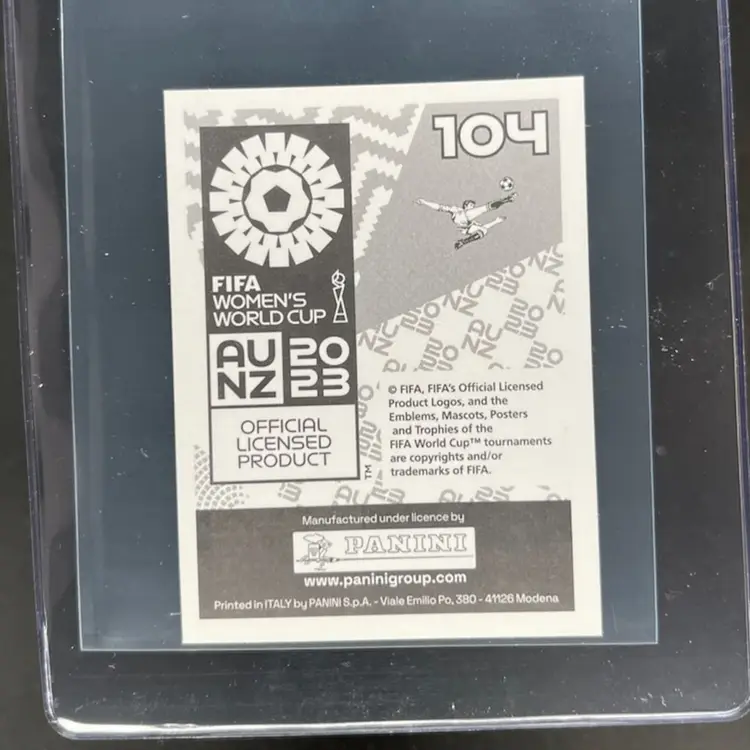 104
FIFA
WOMEN'S
WORLD CUP
AU 20
NZ 23
OFFICIAL
LICENSED
PRODUCT
TM
© FIFA, FIFA's Official Licensed
Product Logos, and the
Emblems, Mascots, Posters
and Trophies of the
FIFA World Cup™ tournaments
are copyrights and/or
trademarks of FIFA.
Manufactured under licence by
PANINI
www.paninigroup.com
Printed in ITALY by PANINI S.p.A. - Viale Emilio Po, 380 - 41126 Modena